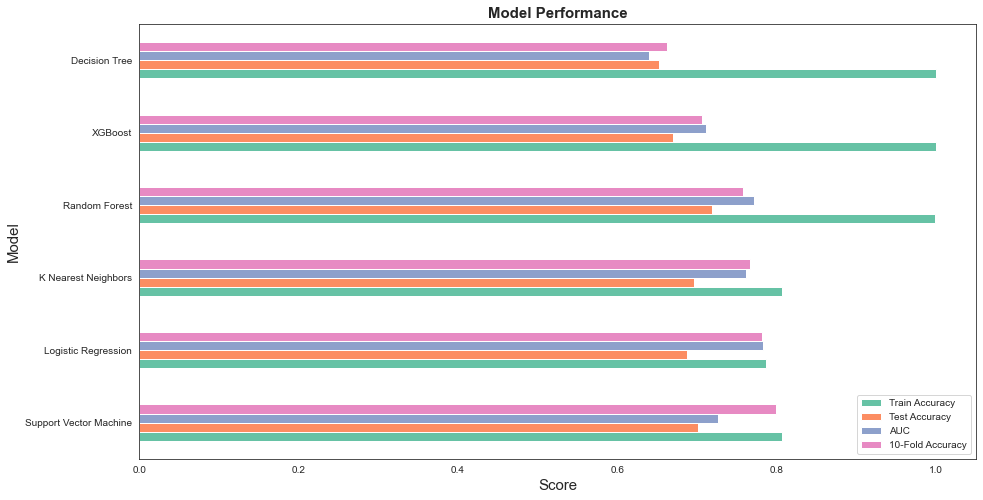 Model Performance
Model
Decision Tree
XGBoost
Random Forest
K Nearest Neighbors
Logistic Regression
Support Vector Machine
Train Accuracy
Test Accuracy
AUC
10-Fold Accuracy
0.0 0.2 0.4 0.6 0.8 1.0
Score